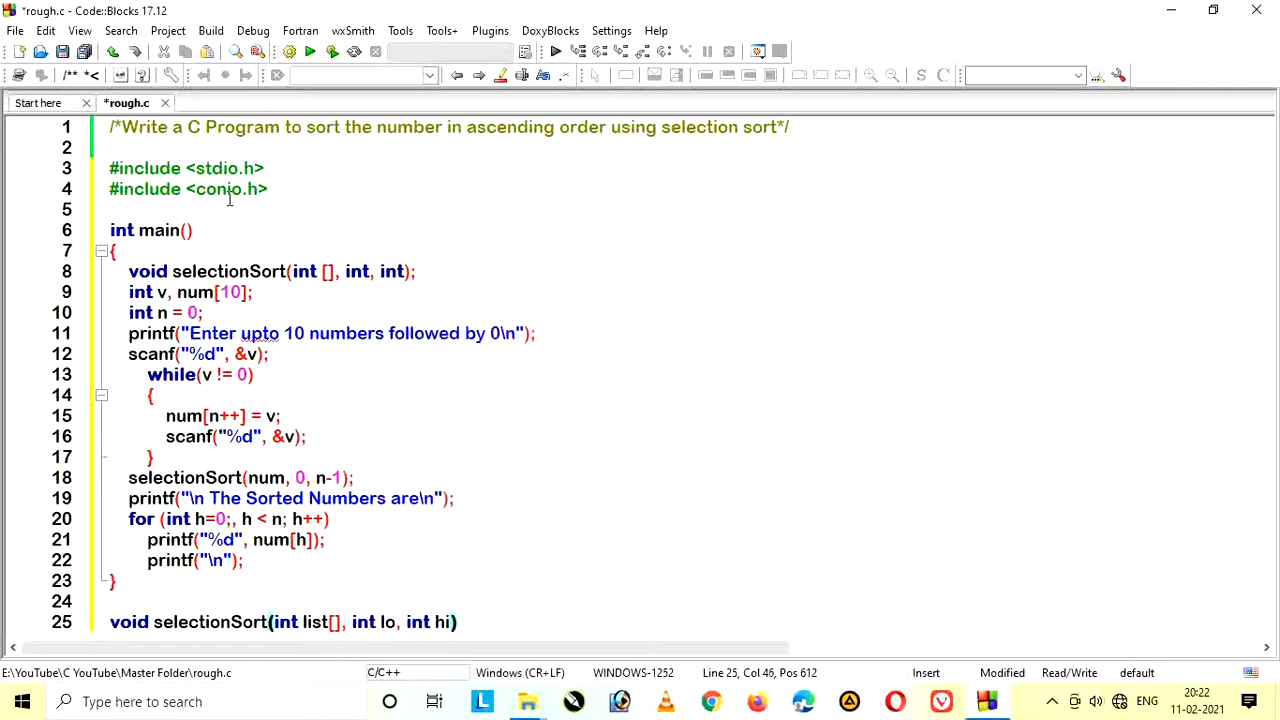 *rough.c - Code::Blocks 17.12
File Edit View Search Project Build Debug Fortran wxSmith Tools Tools+ Plugins DoxyBlocks Settings Help
/** *<
S C
Start here *rough.c
1 /*Write a C Program to sort the number in ascending order using selection sort*/
2
3 #include <stdio.h>
4 #include <conio.h>
5
6 int main()
7 {
8 void selectionSort(int [], int, int);
9 int v, num[10];
10 int n = 0;
11 printf("Enter upto 10 numbers followed by 0\n");
12 scanf("%d", &v);
13 while(v != 0)
14 {
15 num[n++] = v;
16 scanf("%d", &v);
17 }
18 selectionSort(num, 0, n-1);
19 printf("\n The Sorted Numbers are\n");
20 for (int h=0;, h < n; h++)
21 printf("%d", num[h]);
22 printf("\n");
23 }
24
25 void selectionSort(int list[], int lo, int hi)
E:\YouTube\C YouTube\Master Folder\rough.c C/C++ Windows (CR+LF) WINDOWS-1252 Line 25, Col 46, Pos 612 Insert Modified Read/Write default
Type here to search L ENG 20:22
11-02-2021